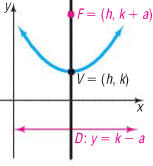 y
F = (h, k + a)
V = (h, k)
x
D: y = k − a